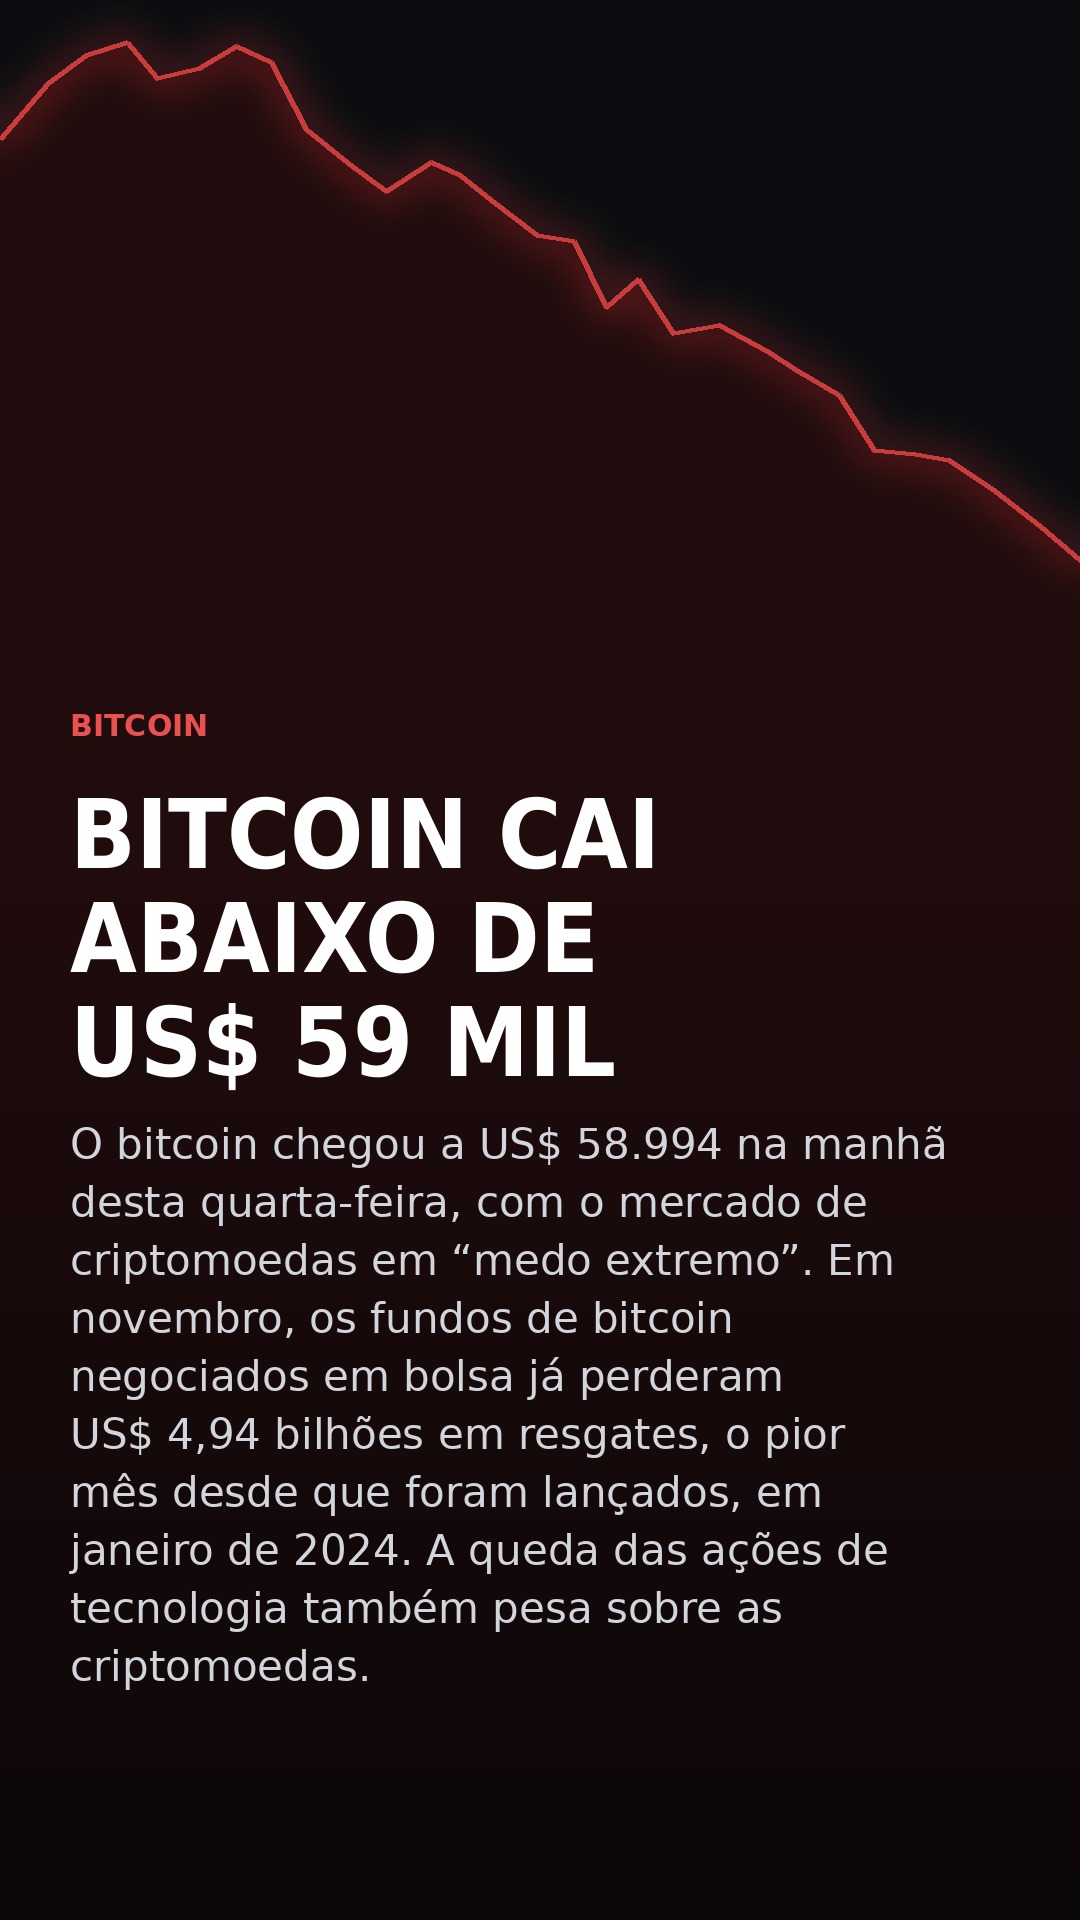 BITCOIN
BITCOIN CAI
ABAIXO DE
US$ 59 MIL
O bitcoin chegou a US$ 58.994 na manhã
desta quarta-feira, com o mercado de
criptomoedas em “medo extremo”. Em
novembro, os fundos de bitcoin
negociados em bolsa já perderam
US$ 4,94 bilhões em resgates, o pior
mês desde que foram lançados, em
janeiro de 2024. A queda das ações de
tecnologia também pesa sobre as
criptomoedas.